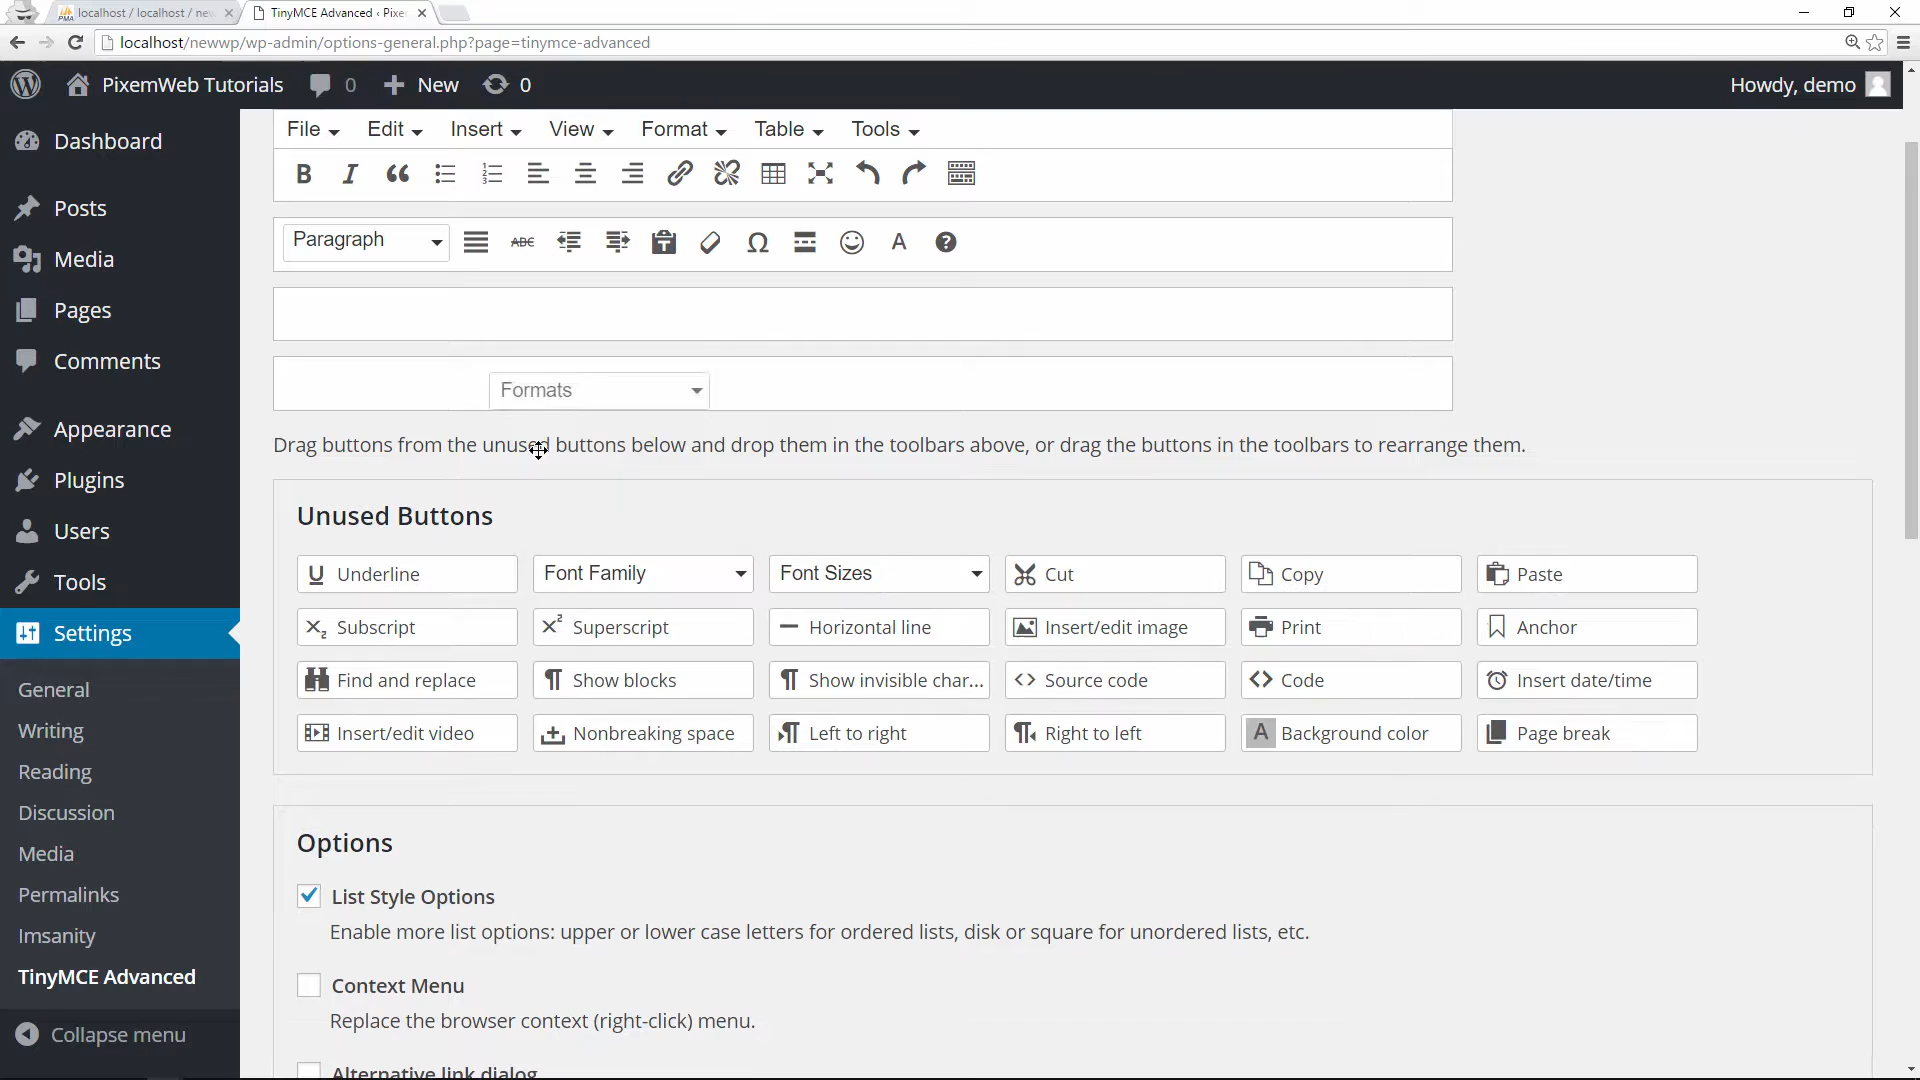 localhost / localhost / new
TinyMCE Advanced ‹ Pixe
localhost/newwp/wp-admin/options-general.php?page=tinymce-advanced
PixemWeb Tutorials 0 New 0 Howdy, demo
Dashboard
Posts
Media
Pages
Comments
Appearance
Plugins
Users
Tools
Settings
General
Writing
Reading
Discussion
Media
Permalinks
Imsanity
TinyMCE Advanced
Collapse menu
File Edit Insert View Format Table Tools
B I
Paragraph ABC Ω A
Formats
Drag buttons from the unused buttons below and drop them in the toolbars above, or drag the buttons in the toolbars to rearrange them.
Unused Buttons
Underline Font Family Font Sizes Cut Copy Paste
Subscript Superscript Horizontal line Insert/edit image Print Anchor
Find and replace Show blocks Show invisible char... Source code Code Insert date/time
Insert/edit video Nonbreaking space Left to right Right to left Background color Page break
Options
List Style Options
Enable more list options: upper or lower case letters for ordered lists, disk or square for unordered lists, etc.
Context Menu
Replace the browser context (right-click) menu.
Alternative link dialog